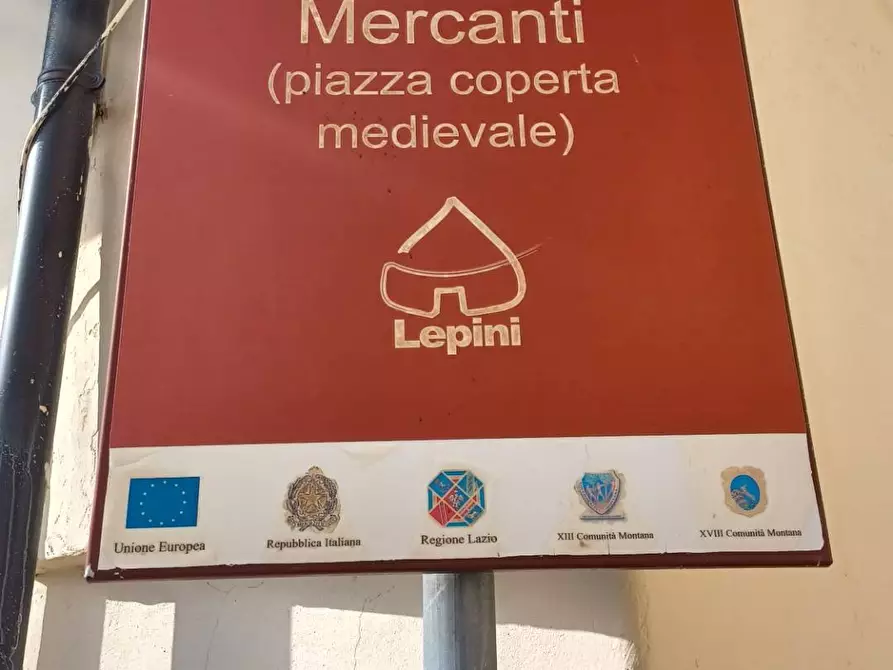 Mercanti
(piazza coperta
medievale)
Lepini
Unione Europea
Repubblica Italiana
Regione Lazio
XIII Comunità Montana
XVIII Comunità Montana